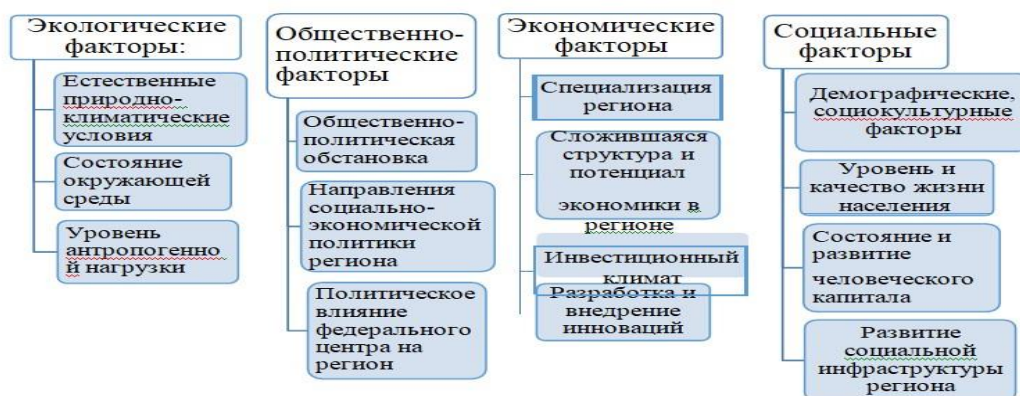 Экологические
факторы:
Естественные
природно-
климатические
условия
Состояние
окружающей
среды
Уровень
антропогенно
й нагрузки
Общественно-
политические
факторы
Общественно-
политическая
обстановка
Направления
социально-
экономической
политики
региона
Политическое
влияние
федерального
центра на
регион
Экономические
факторы
Специализация
региона
Сложившаяся
структура и
потенциал
экономики в
регионе
Инвестиционный
климат
Разработка и
внедрение
инноваций
Социальные
факторы
Демографические,
социокультурные
факторы
Уровень и
качество жизни
населения
Состояние и
развитие
человеческого
капитала
Развитие
социальной
инфраструктуры
региона